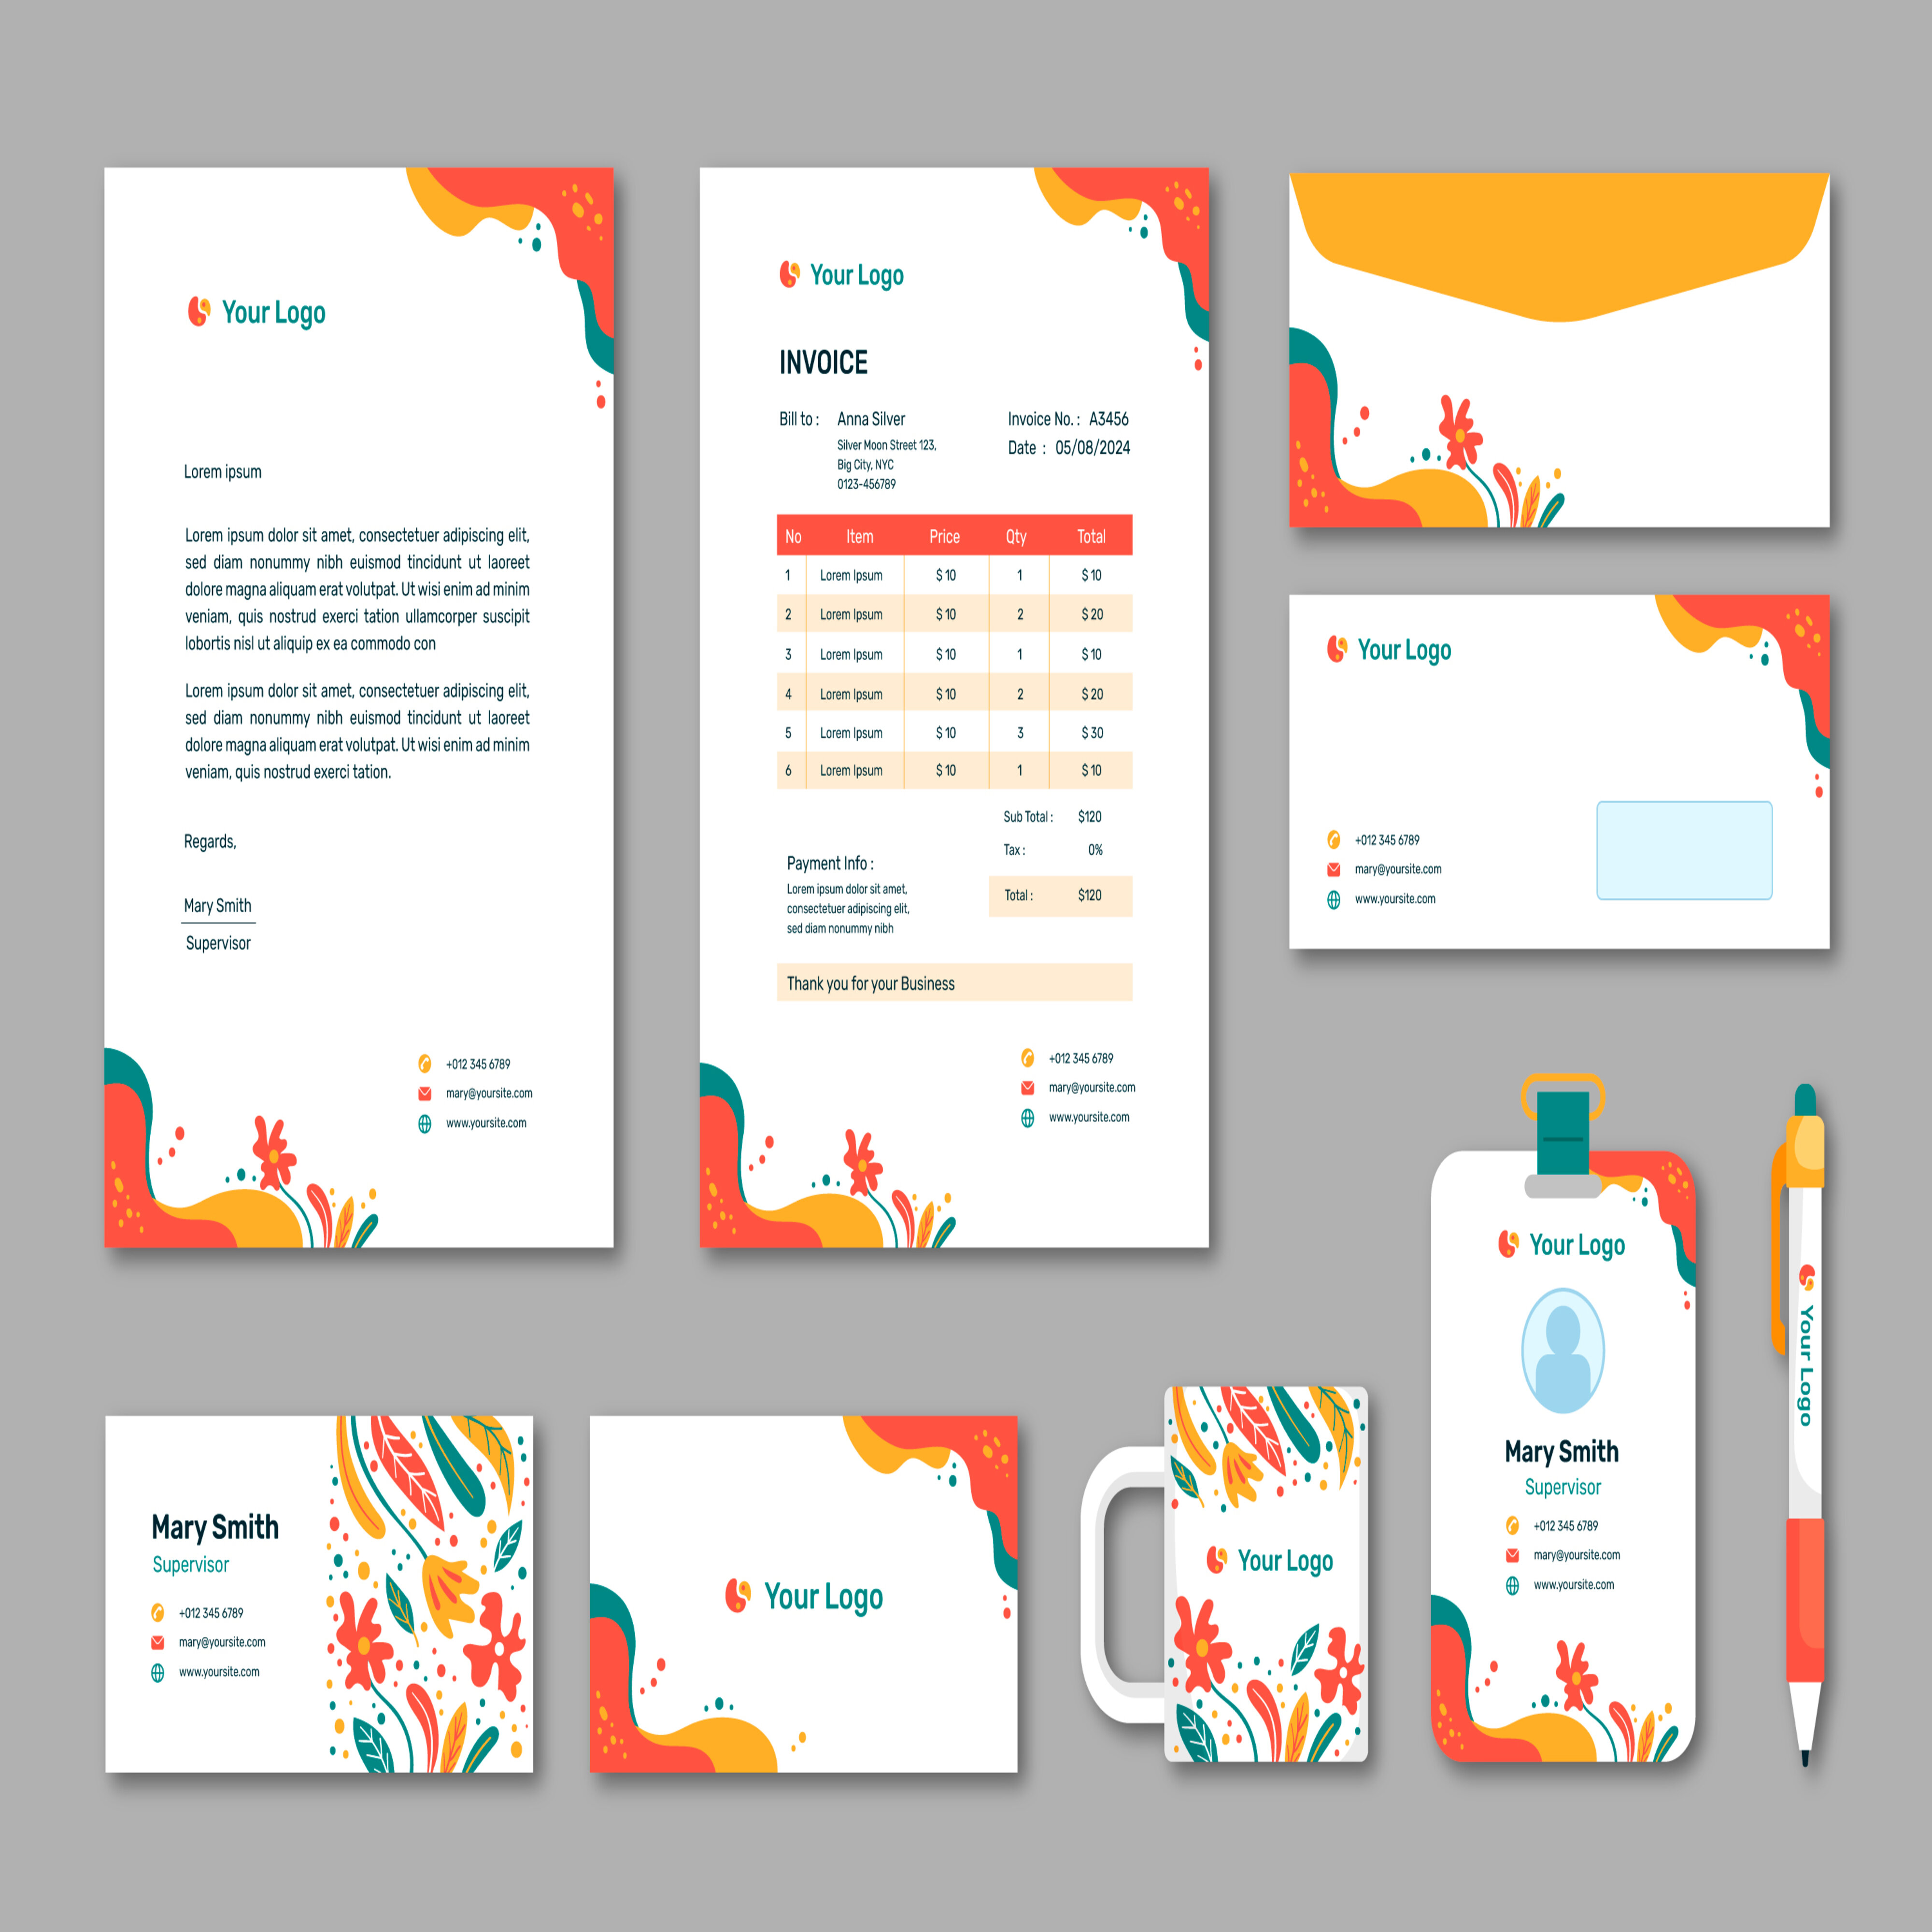 Your Logo
Lorem ipsum
Lorem ipsum dolor sit amet, consectetuer adipiscing elit,
sed diam nonummy nibh euismod tincidunt ut laoreet
dolore magna aliquam erat volutpat. Ut wisi enim ad minim
veniam, quis nostrud exerci tation ullamcorper suscipit
lobortis nisl ut aliquip ex ea commodo con
Lorem ipsum dolor sit amet, consectetuer adipiscing elit,
sed diam nonummy nibh euismod tincidunt ut laoreet
dolore magna aliquam erat volutpat. Ut wisi enim ad minim
veniam, quis nostrud exerci tation.
Regards,
Mary Smith
Supervisor
+012 345 6789
mary@yoursite.com
www.yoursite.com
Your Logo
INVOICE
Bill to : Anna Silver
Silver Moon Street 123,
Big City, NYC
0123-456789
Invoice No. : A3456
Date : 05/08/2024
No Item Price Qty Total
1 Lorem Ipsum $ 10 1 $ 10
2 Lorem Ipsum $ 10 2 $ 20
3 Lorem Ipsum $ 10 1 $ 10
4 Lorem Ipsum $ 10 2 $ 20
5 Lorem Ipsum $ 10 3 $ 30
6 Lorem Ipsum $ 10 1 $ 10
Sub Total : $120
Tax : 0%
Total : $120
Payment Info :
Lorem ipsum dolor sit amet,
consectetuer adipiscing elit,
sed diam nonummy nibh
Thank you for your Business
+012 345 6789
mary@yoursite.com
www.yoursite.com
Your Logo
+012 345 6789
mary@yoursite.com
www.yoursite.com
Mary Smith
Supervisor
+012 345 6789
mary@yoursite.com
www.yoursite.com
Your Logo
Your Logo
Your Logo
Mary Smith
Supervisor
+012 345 6789
mary@yoursite.com
www.yoursite.com
Your Logo